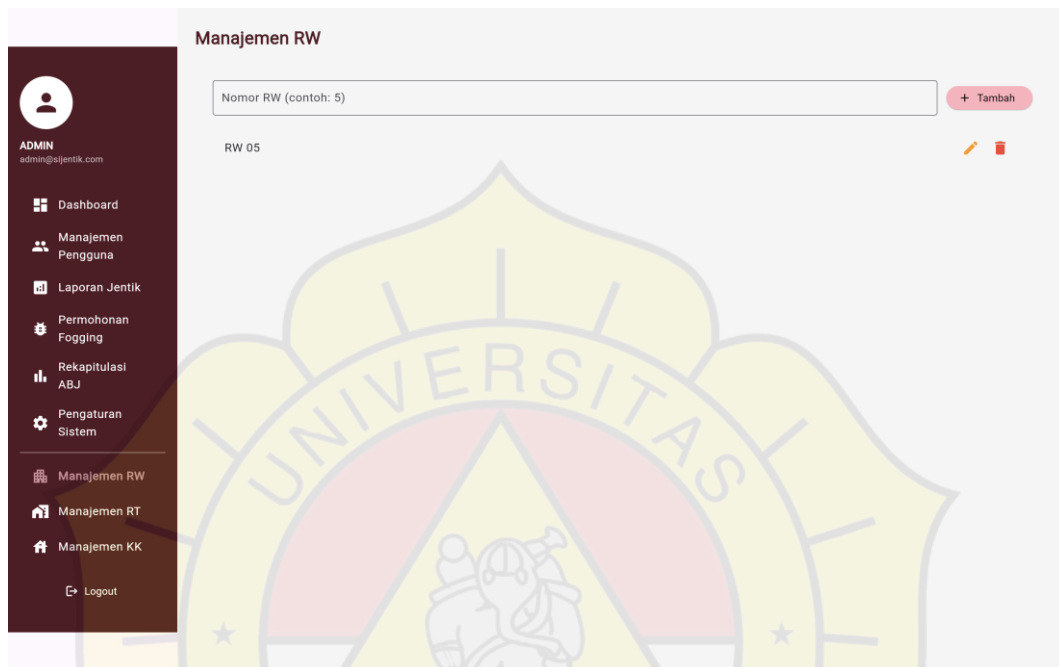 Manajemen RW
Nomor RW (contoh: 5)
+ Tambah
RW 05
ADMIN
admin@sijentik.com
Dashboard
Manajemen
Pengguna
Laporan Jentik
Permohonan
Fogging
Rekapitulasi
ABJ
Pengaturan
Sistem
Manajemen RW
Manajemen RT
Manajemen KK
Logout
UNIVERSITAS